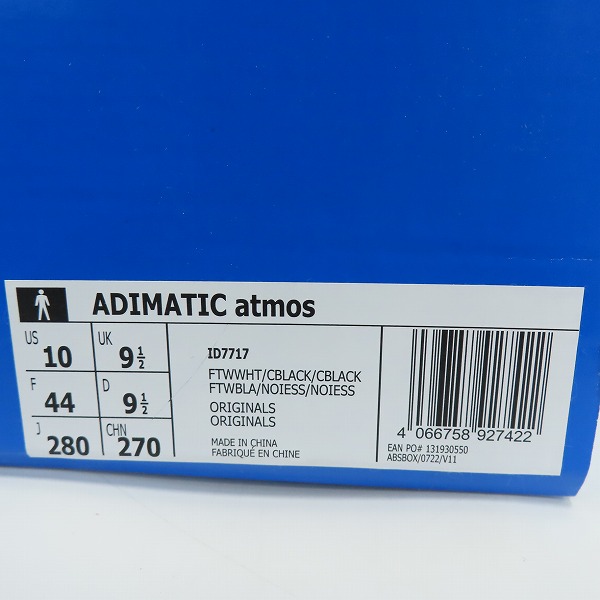 ADIMATIC atmos
US 10 UK 9 1/2
F 44 D 9 1/2
J 280 CHN 270
ID7717
FTWWHT/CBLACK/CBLACK
FTWBLA/NOIESS/NOIESS
ORIGINALS
ORIGINALS
MADE IN CHINA
FABRIQUÉ EN CHINE
4 066758 927422
EAN PO# 131930550
ABSBOX/0722/V11